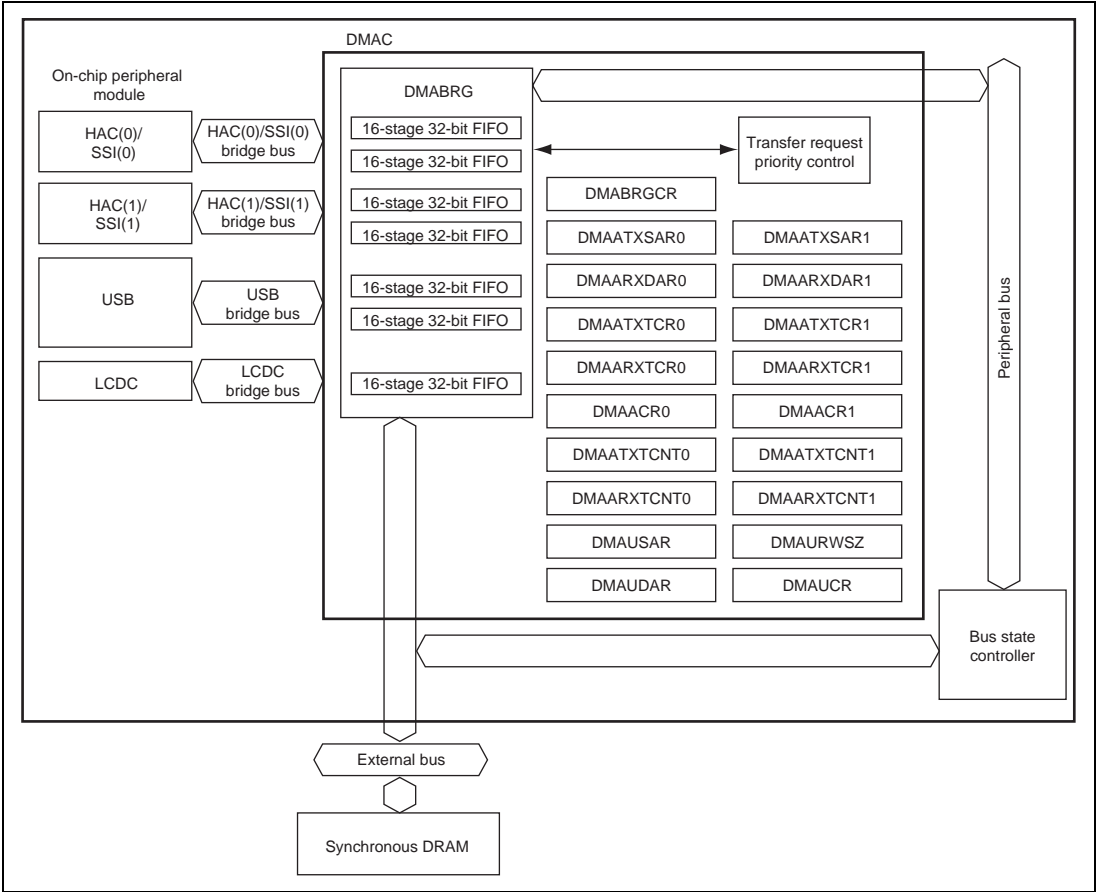 DMAC
On-chip peripheral
module
DMABRG
HAC(0)/
SSI(0)
HAC(0)/SSI(0)
bridge bus
16-stage 32-bit FIFO
16-stage 32-bit FIFO
Transfer request
priority control
HAC(1)/
SSI(1)
HAC(1)/SSI(1)
bridge bus
16-stage 32-bit FIFO
16-stage 32-bit FIFO
DMABRGCR
DMAATXSAR0
DMAATXSAR1
USB
USB
bridge bus
16-stage 32-bit FIFO
16-stage 32-bit FIFO
DMAARXDAR0
DMAARXDAR1
DMAATXTCR0
DMAATXTCR1
Peripheral bus
LCDC
LCDC
bridge bus
16-stage 32-bit FIFO
DMAARXTCR0
DMAARXTCR1
DMAACR0
DMAACR1
DMAATXTCNT0
DMAATXTCNT1
DMAARXTCNT0
DMAARXTCNT1
DMAUSAR
DMAURWSZ
DMAUDAR
DMAUCR
Bus state
controller
External bus
Synchronous DRAM